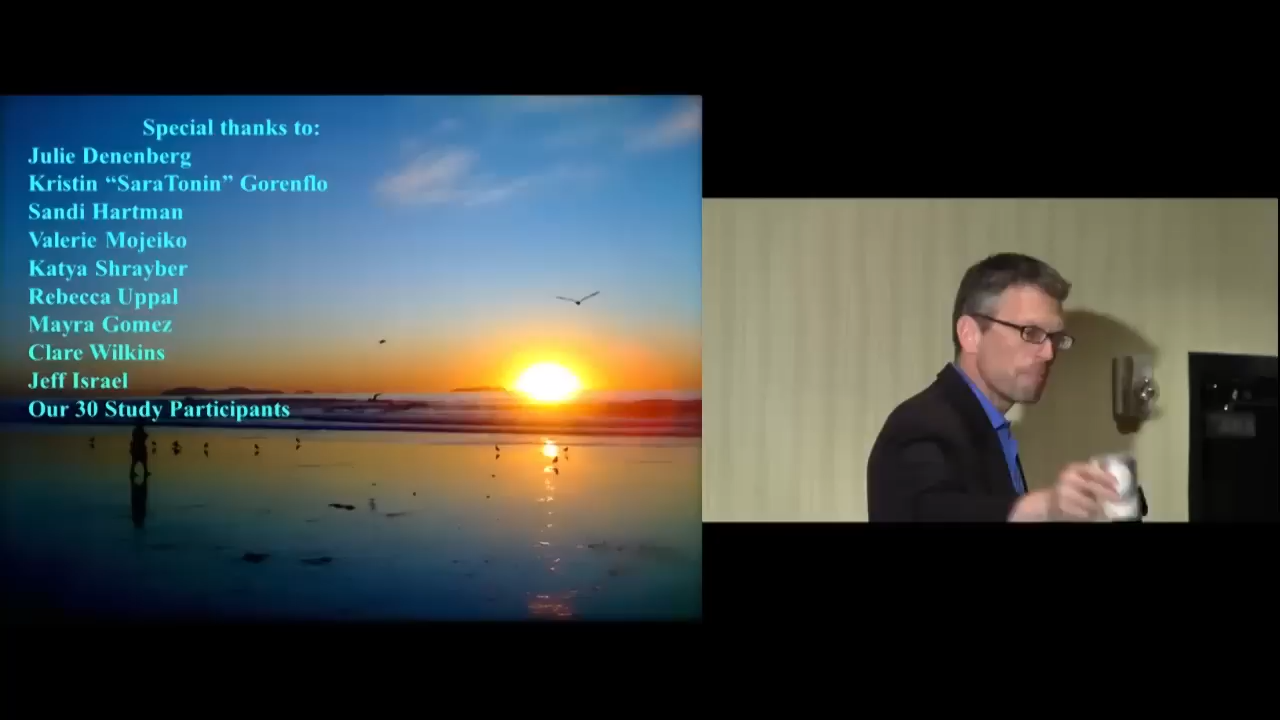 Special thanks to:
Julie Denenberg
Kristin “SaraTonin” Gorenflo
Sandi Hartman
Valerie Mojeiko
Katya Shrayber
Rebecca Uppal
Mayra Gomez
Clare Wilkins
Jeff Israel
Our 30 Study Participants